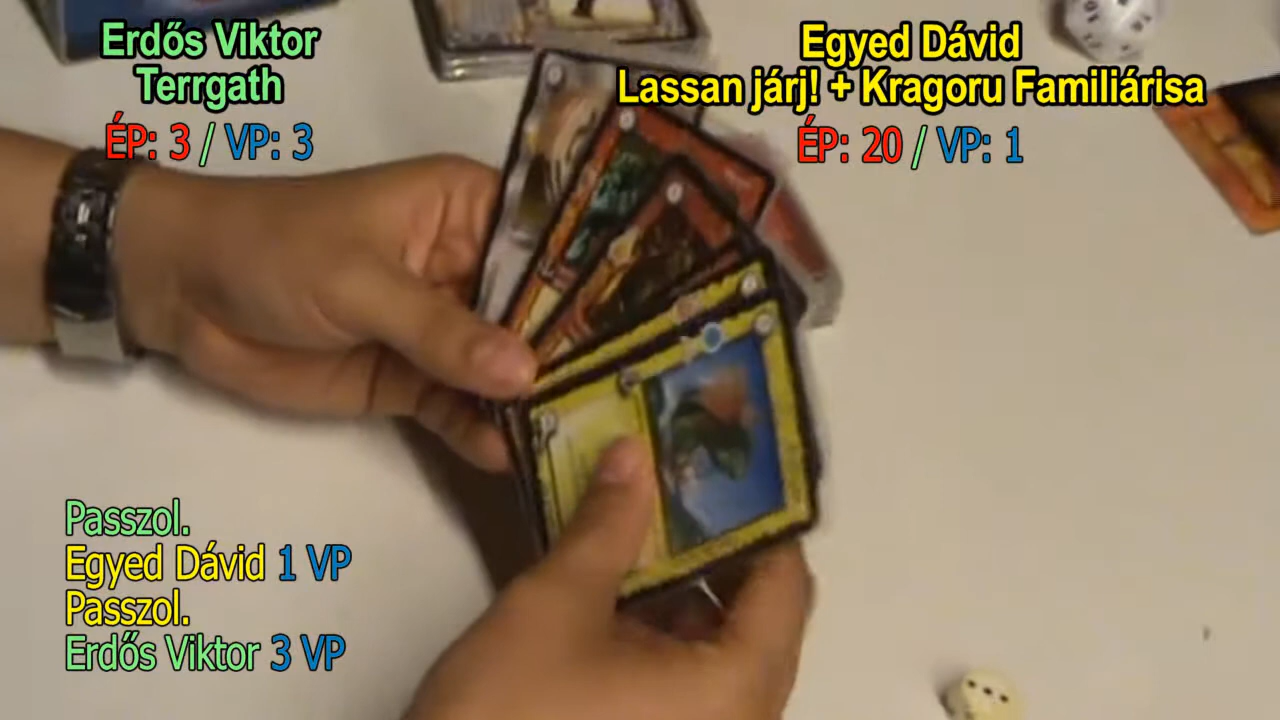 Erdős Viktor
Terrgath
ÉP: 3 / VP: 3
Egyed Dávid
Lassan járj! + Kragoru Familiárisa
ÉP: 20 / VP: 1
Passzol.
Egyed Dávid 1 VP
Passzol.
Erdős Viktor 3 VP